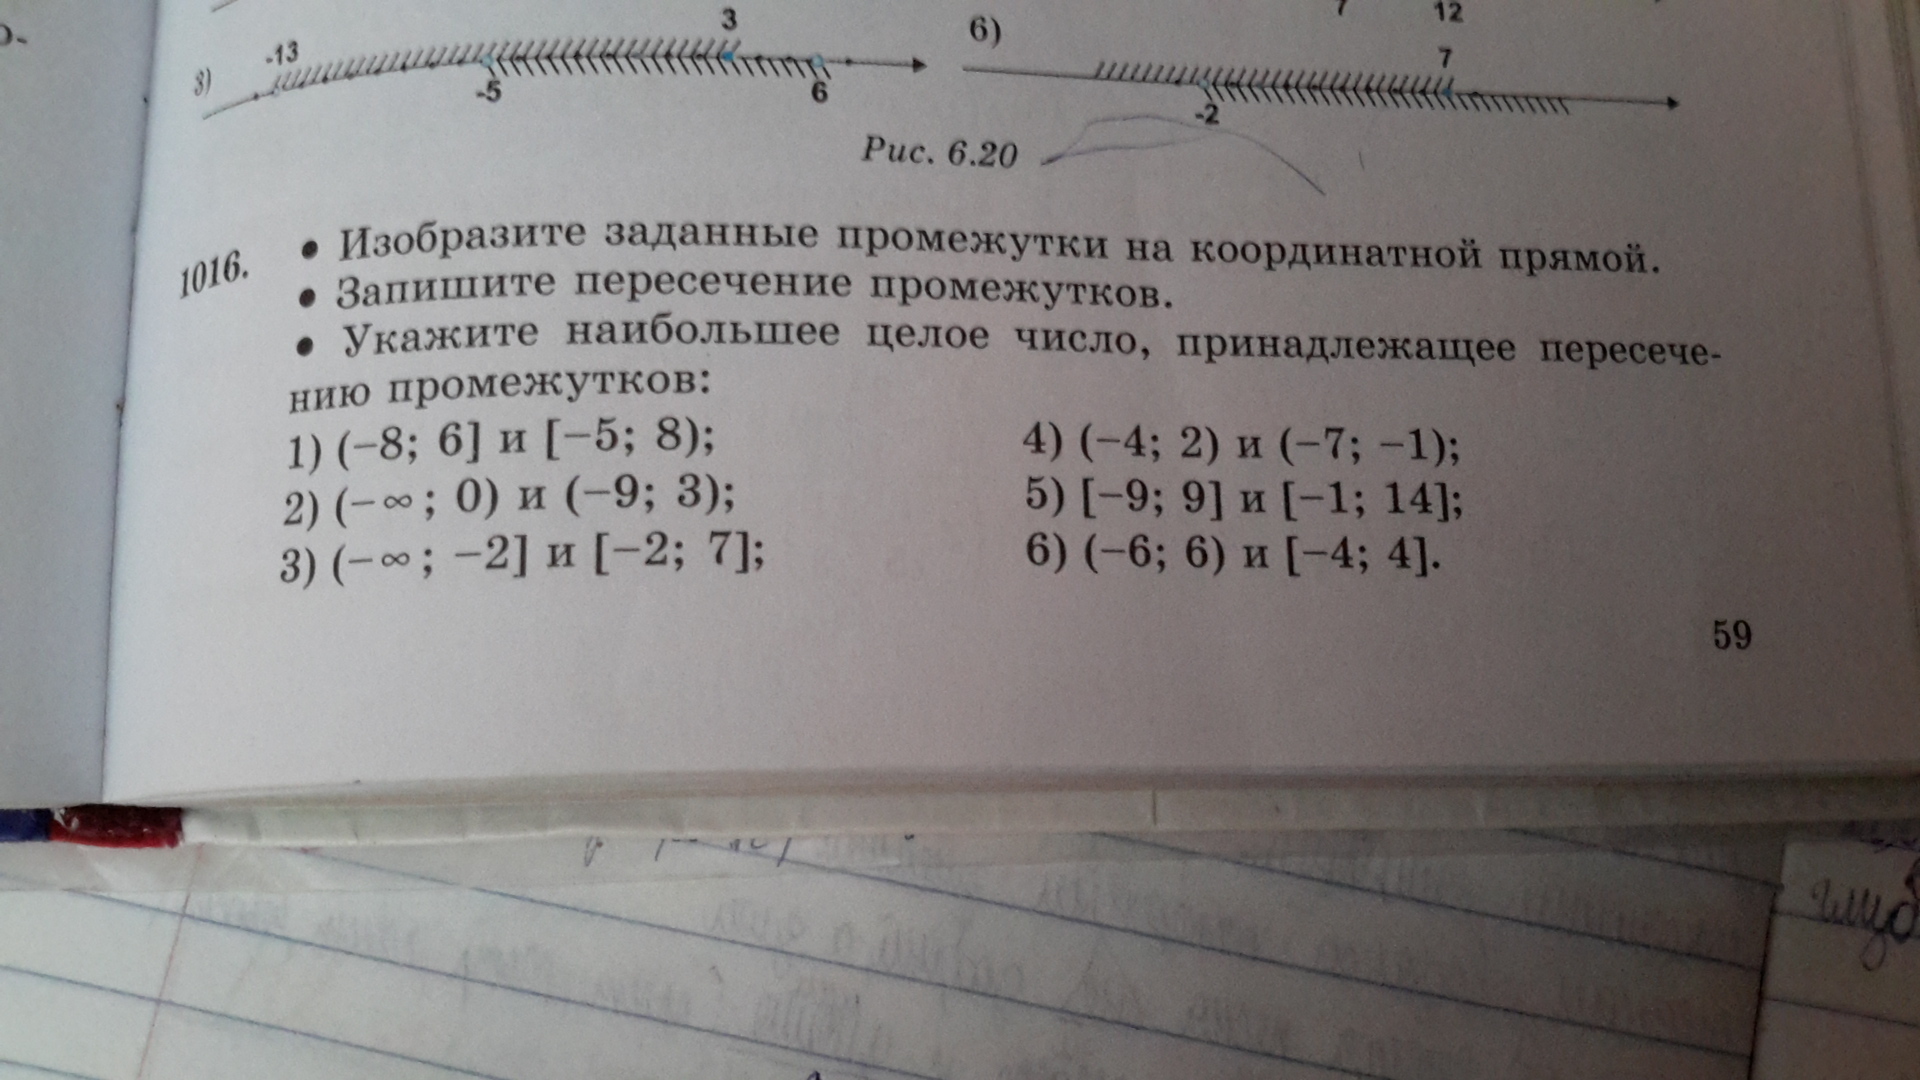 3
7
12
-13
6)
7
3)
-5
6
-2
Рис. 6.20
1016. • Изобразите заданные промежутки на координатной прямой.
• Запишите пересечение промежутков.
• Укажите наибольшее целое число, принадлежащее пересече-
нию промежутков:
1) (−8; 6] и [−5; 8);
2) (−∞; 0) и (−9; 3);
3) (−∞; −2] и [−2; 7];
4) (−4; 2) и (−7; −1);
5) [−9; 9] и [−1; 14];
6) (−6; 6) и [−4; 4].
59